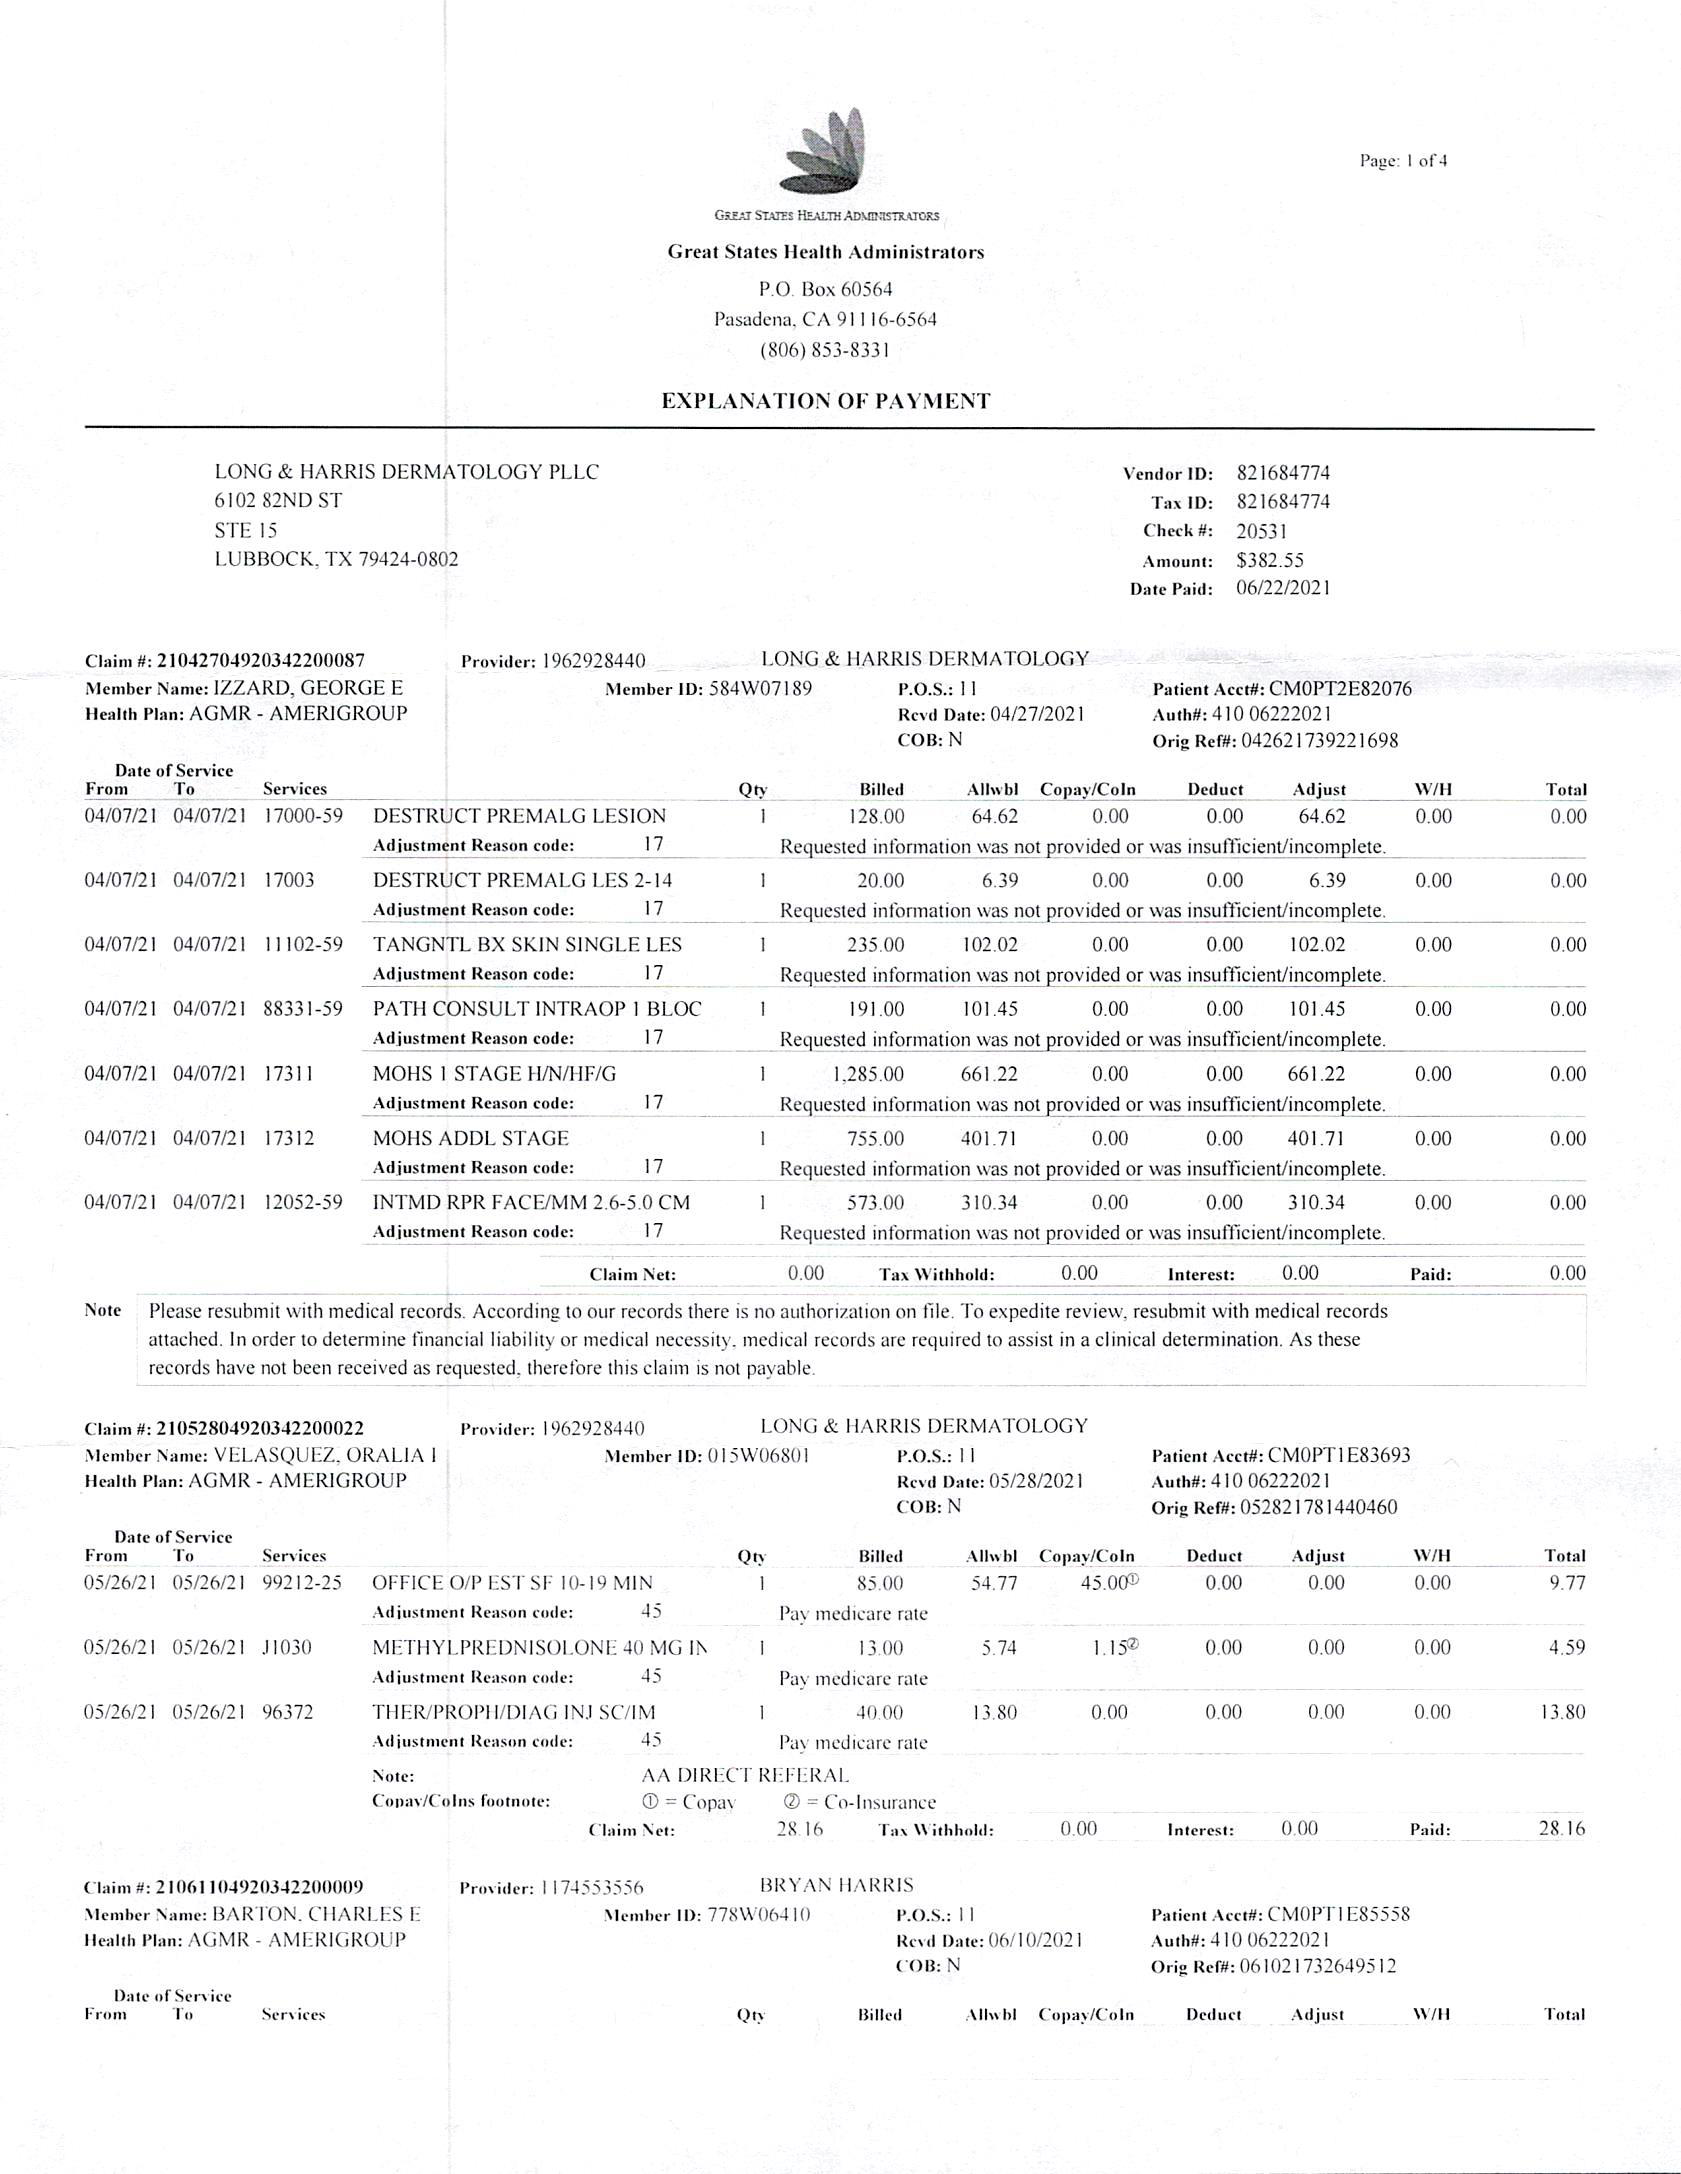 Page: 1 of 4
GREAT STATES HEALTH ADMINISTRATORS
Great States Health Administrators
P.O. Box 60564
Pasadena, CA 91116-6564
(806) 853-8331
EXPLANATION OF PAYMENT
LONG & HARRIS DERMATOLOGY PLLC Vendor ID: 821684774
6102 82ND ST Tax ID: 821684774
STE 15 Check #: 20531
LUBBOCK, TX 79424-0802 Amount: $382.55
Date Paid: 06/22/2021
Claim #: 21042704920342200087 Provider: 1962928440 LONG & HARRIS DERMATOLOGY
Member Name: IZZARD, GEORGE E Member ID: 584W07189 P.O.S.: 11 Patient Acct#: CM0PT2E82076
Health Plan: AGMR - AMERIGROUP Rcvd Date: 04/27/2021 Auth#: 410 06222021
COB: N Orig Ref#: 042621739221698
Date of Service
From To Services Qty Billed Allwbl Copay/CoIn Deduct Adjust W/H Total
04/07/21 04/07/21 17000-59 DESTRUCT PREMALG LESION 1 128.00 64.62 0.00 0.00 64.62 0.00 0.00
Adjustment Reason code: 17 Requested information was not provided or was insufficient/incomplete.
04/07/21 04/07/21 17003 DESTRUCT PREMALG LES 2-14 1 20.00 6.39 0.00 0.00 6.39 0.00 0.00
Adjustment Reason code: 17 Requested information was not provided or was insufficient/incomplete.
04/07/21 04/07/21 11102-59 TANGNTL BX SKIN SINGLE LES 1 235.00 102.02 0.00 0.00 102.02 0.00 0.00
Adjustment Reason code: 17 Requested information was not provided or was insufficient/incomplete.
04/07/21 04/07/21 88331-59 PATH CONSULT INTRAOP 1 BLOC 1 191.00 101.45 0.00 0.00 101.45 0.00 0.00
Adjustment Reason code: 17 Requested information was not provided or was insufficient/incomplete.
04/07/21 04/07/21 17311 MOHS 1 STAGE H/N/HF/G 1 1,285.00 661.22 0.00 0.00 661.22 0.00 0.00
Adjustment Reason code: 17 Requested information was not provided or was insufficient/incomplete.
04/07/21 04/07/21 17312 MOHS ADDL STAGE 1 755.00 401.71 0.00 0.00 401.71 0.00 0.00
Adjustment Reason code: 17 Requested information was not provided or was insufficient/incomplete.
04/07/21 04/07/21 12052-59 INTMD RPR FACE/MM 2.6-5.0 CM 1 573.00 310.34 0.00 0.00 310.34 0.00 0.00
Adjustment Reason code: 17 Requested information was not provided or was insufficient/incomplete.
Claim Net: 0.00 Tax Withhold: 0.00 Interest: 0.00 Paid: 0.00
Note Please resubmit with medical records. According to our records there is no authorization on file. To expedite review, resubmit with medical records
attached. In order to determine financial liability or medical necessity, medical records are required to assist in a clinical determination. As these
records have not been received as requested, therefore this claim is not payable.
Claim #: 21052804920342200022 Provider: 1962928440 LONG & HARRIS DERMATOLOGY
Member Name: VELASQUEZ, ORALIA I Member ID: 015W06801 P.O.S.: 11 Patient Acct#: CM0PT1E83693
Health Plan: AGMR - AMERIGROUP Rcvd Date: 05/28/2021 Auth#: 410 06222021
COB: N Orig Ref#: 052821781440460
Date of Service
From To Services Qty Billed Allwbl Copay/CoIn Deduct Adjust W/H Total
05/26/21 05/26/21 99212-25 OFFICE O/P EST SF 10-19 MIN 1 85.00 54.77 45.00① 0.00 0.00 0.00 9.77
Adjustment Reason code: 45 Pay medicare rate
05/26/21 05/26/21 J1030 METHYLPREDNISOLONE 40 MG IN 1 13.00 5.74 1.15② 0.00 0.00 0.00 4.59
Adjustment Reason code: 45 Pay medicare rate
05/26/21 05/26/21 96372 THER/PROPH/DIAG INJ SC/IM 1 40.00 13.80 0.00 0.00 0.00 0.00 13.80
Adjustment Reason code: 45 Pay medicare rate
Note: AA DIRECT REFERAL
Copay/CoIns footnote: ① = Copay ② = Co-Insurance
Claim Net: 28.16 Tax Withhold: 0.00 Interest: 0.00 Paid: 28.16
Claim #: 21061104920342200009 Provider: 1174553556 BRYAN HARRIS
Member Name: BARTON, CHARLES E Member ID: 778W06410 P.O.S.: 11 Patient Acct#: CM0PT1E85558
Health Plan: AGMR - AMERIGROUP Rcvd Date: 06/10/2021 Auth#: 410 06222021
COB: N Orig Ref#: 061021732649512
Date of Service
From To Services Qty Billed Allwbl Copay/CoIn Deduct Adjust W/H Total